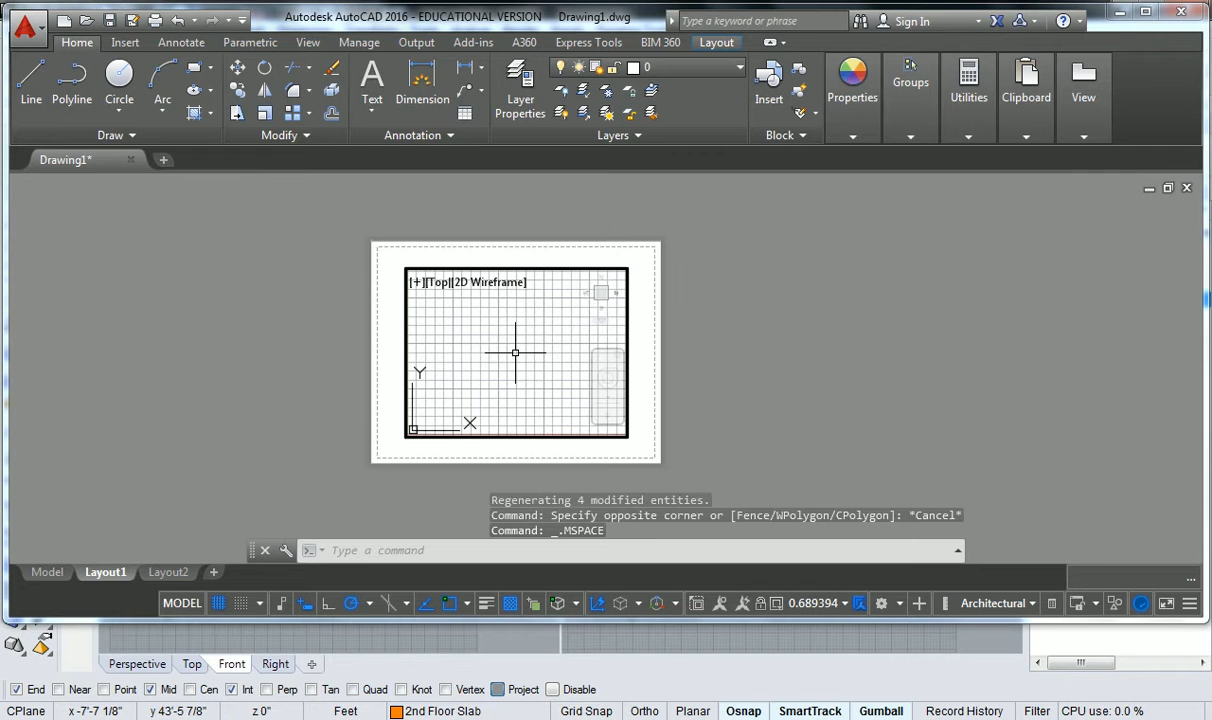 Autodesk AutoCAD 2016 - EDUCATIONAL VERSION Drawing1.dwg Type a keyword or phrase Sign In
Home Insert Annotate Parametric View Manage Output Add-ins A360 Express Tools BIM 360 Layout
Line Polyline Circle Arc Text Dimension Layer Properties 0 Insert Properties Groups Utilities Clipboard View
Draw Modify Annotation Layers Block
Drawing1*
[+][Top][2D Wireframe]
Y
X
Regenerating 4 modified entities.
Command: Specify opposite corner or [Fence/WPolygon/CPolygon]: *Cancel*
Command: _.MSPACE
Type a command
Model Layout1 Layout2 +
MODEL 0.689394 Architectural
Perspective Top Front Right
End Near Point Mid Cen Int Perp Tan Quad Knot Vertex Project Disable
CPlane x -7'-7 1/8" y 43'-5 7/8" z 0" Feet 2nd Floor Slab Grid Snap Ortho Planar Osnap SmartTrack Gumball Record History Filter CPU use: 0.0 %